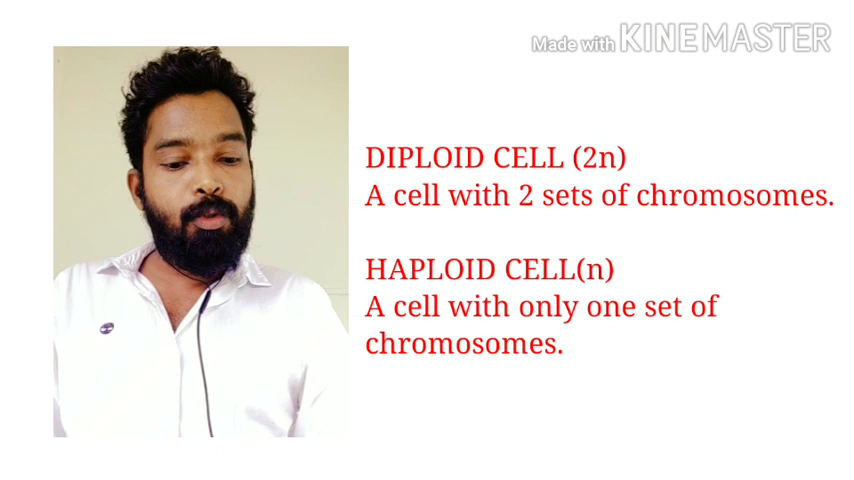 Made with KINEMASTER
DIPLOID CELL (2n)
A cell with 2 sets of chromosomes.
HAPLOID CELL(n)
A cell with only one set of
chromosomes.